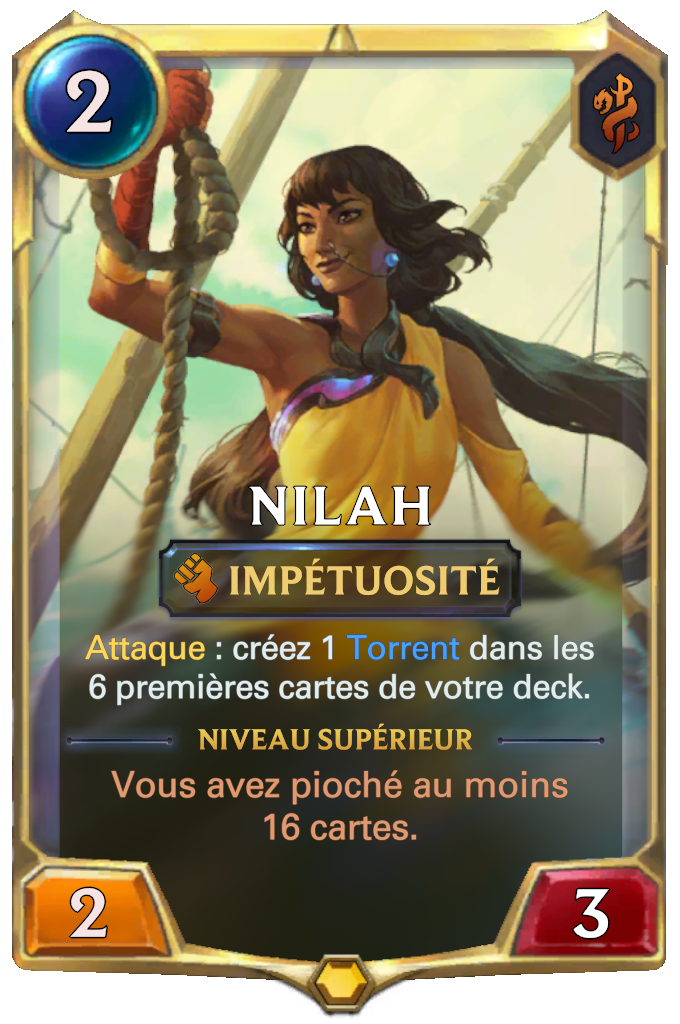 2
NILAH
IMPÉTUOSITÉ
Attaque : créez 1 Torrent dans les
6 premières cartes de votre deck.
NIVEAU SUPÉRIEUR
Vous avez pioché au moins
16 cartes.
2
3